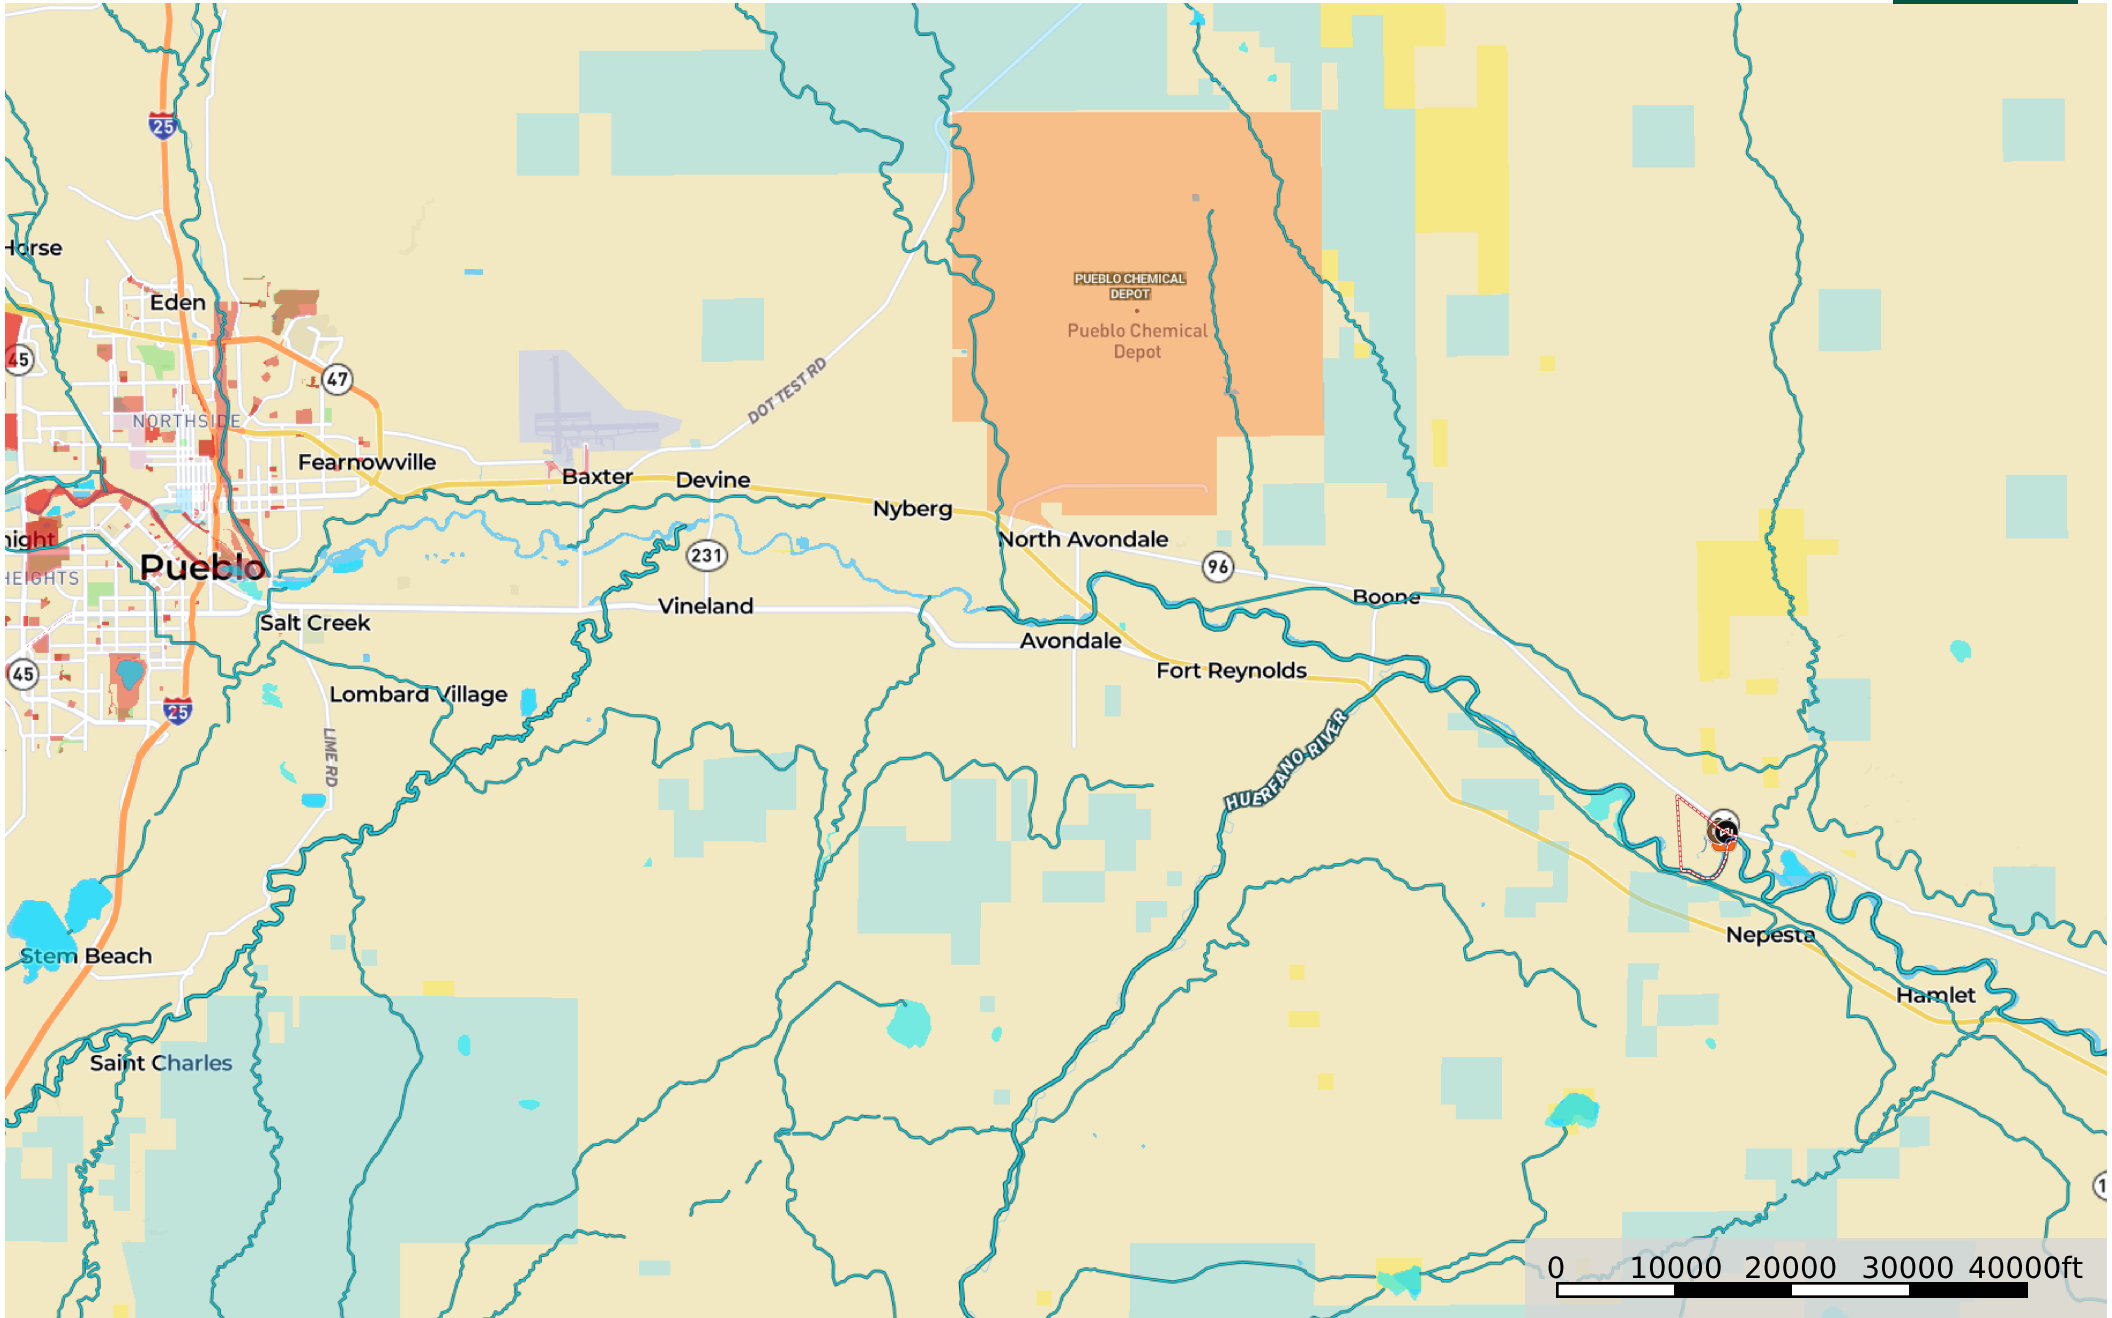 25
Horse
Eden
PUEBLO CHEMICAL
DEPOT
Pueblo Chemical
Depot
45
47
DOT TEST RD
NORTHSIDE
Fearnowville
Baxter
Devine
Nyberg
North Avondale
night
Pueblo
HEIGHTS
231
96
Boone
Vineland
Salt Creek
Avondale
Fort Reynolds
45
Lombard Village
25
LIME RD
HUERFANO RIVER
Nepesta
Stem Beach
Hamlet
Saint Charles
1
0 10000 20000 30000 40000ft